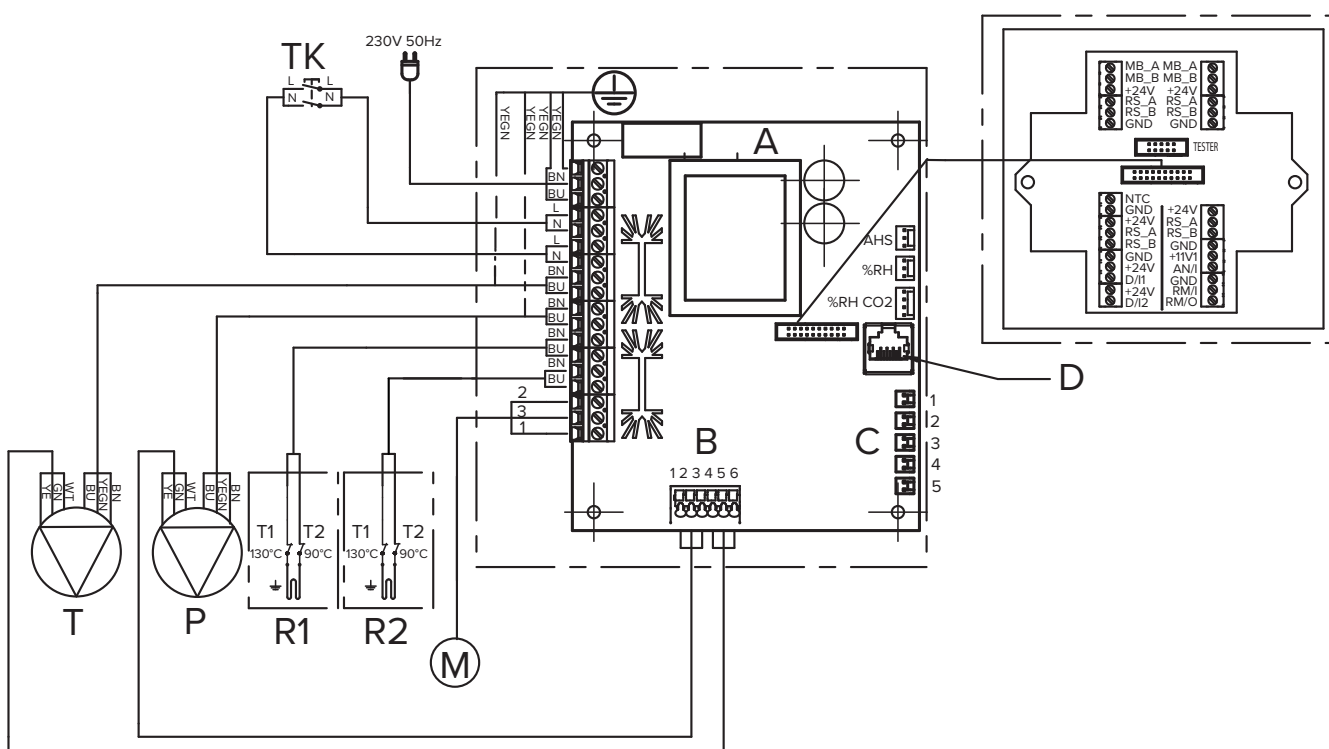 230V 50Hz
TK
L L
N N
YEGN
YEGN
YEGN
YEGN
A
BN
BU
L
N
L
N
BN
BU
BN
BU
BN
BU
BN
BU
2
3
1
AHS
%RH
%RH CO2
D
B
1 2 3 4 5 6
C
1
2
3
4
5
MB_A MB_A
MB_B MB_B
+24V +24V
RS_A RS_A
RS_B RS_B
GND GND
TESTER
NTC
GND +24V
+24V RS_A
RS_A RS_B
RS_B GND
GND +11V1
+24V AN/I
D/I1 GND
+24V RM/I
D/I2 RM/O
YE GN WT BU YEGN BN
YE GN WT BU YEGN BN
T1 T2
130°C 90°C
T1 T2
130°C 90°C
T
P
R1
R2
M